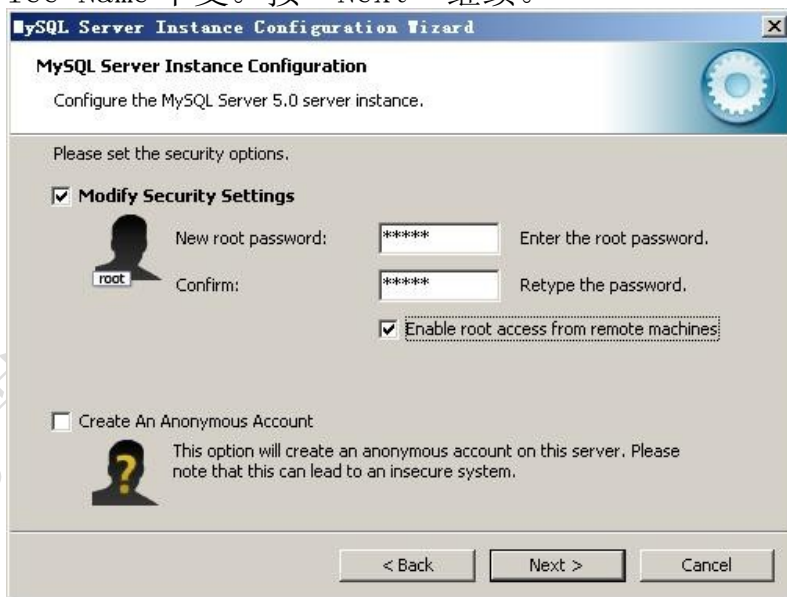 MySQL Server Instance Configuration Wizard
MySQL Server Instance Configuration
Configure the MySQL Server 5.0 server instance.
Please set the security options.
Modify Security Settings
New root password: ***** Enter the root password.
root
Confirm: ***** Retype the password.
Enable root access from remote machines
Create An Anonymous Account
This option will create an anonymous account on this server. Please
note that this can lead to an insecure system.
?
< Back Next > Cancel